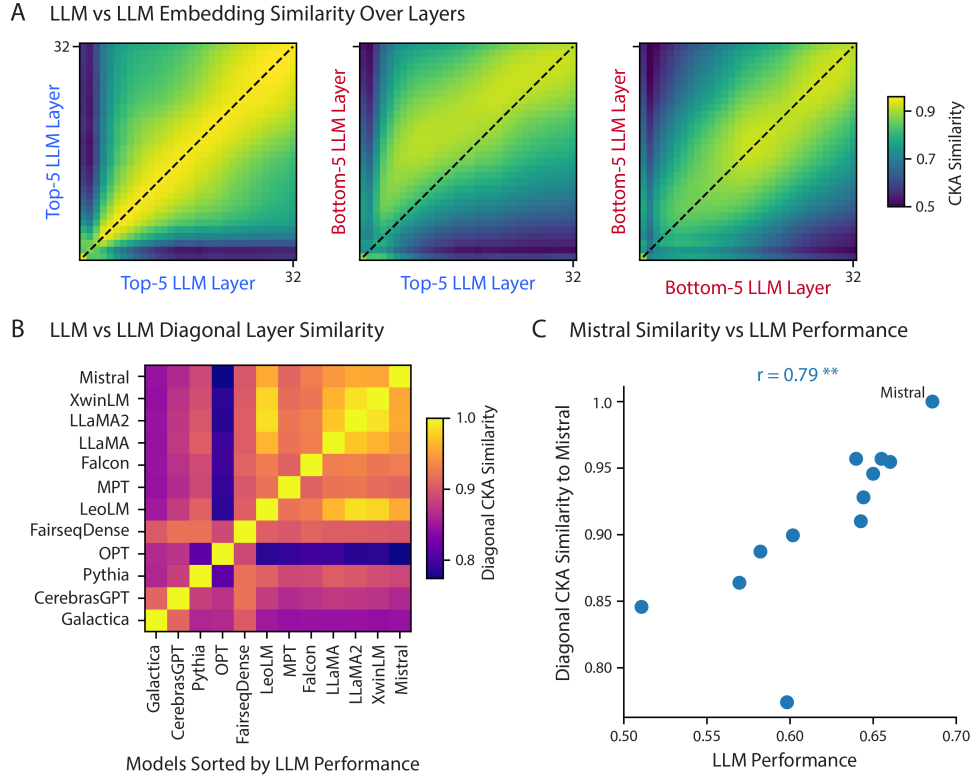 A LLM vs LLM Embedding Similarity Over Layers
32
Top-5 LLM Layer
Top-5 LLM Layer
32
Bottom-5 LLM Layer
Top-5 LLM Layer
32
Bottom-5 LLM Layer
Bottom-5 LLM Layer
32
0.9
0.7
0.5
CKA Similarity
B LLM vs LLM Diagonal Layer Similarity
Mistral
XwinLM
LLaMA2
LLaMA
Falcon
MPT
LeoLM
FairseqDense
OPT
Pythia
CerebrasGPT
Galactica
Galactica
CerebrasGPT
Pythia
OPT
FairseqDense
LeoLM
MPT
Falcon
LLaMA
LLaMA2
XwinLM
Mistral
Models Sorted by LLM Performance
1.0
0.9
0.8
Diagonal CKA Similarity
C Mistral Similarity vs LLM Performance
r = 0.79 **
Mistral
Diagonal CKA Similarity to Mistral
1.0
0.95
0.90
0.85
0.80
0.50 0.55 0.60 0.65 0.70
LLM Performance